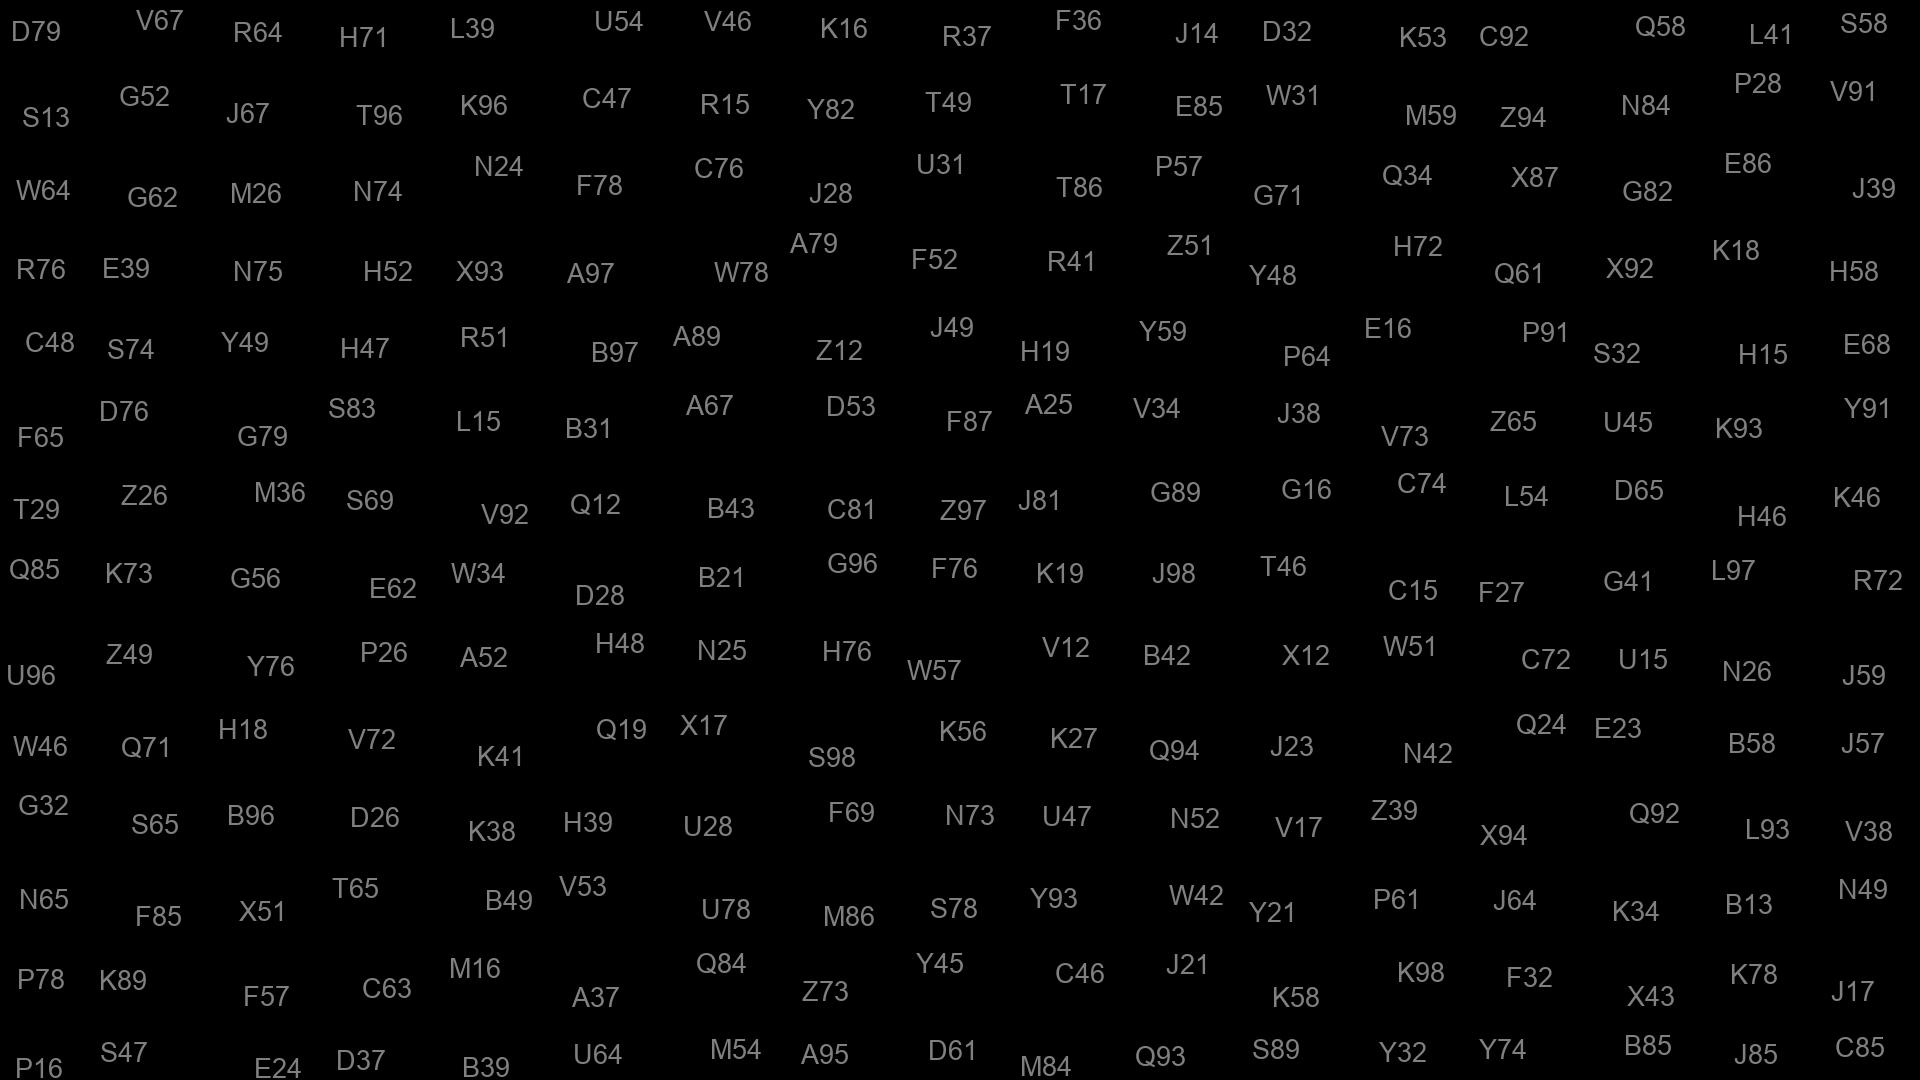 D79 V67 R64 H71 L39 U54 V46 K16 R37 F36 J14 D32 K53 C92 Q58 L41 S58
S13 G52 J67 T96 K96 C47 R15 Y82 T49 T17 E85 W31 M59 Z94 N84 P28 V91
W64 G62 M26 N74 N24 F78 C76 J28 U31 T86 P57 G71 Q34 X87 G82 E86 J39
R76 E39 N75 H52 X93 A97 W78 A79 F52 R41 Z51 Y48 H72 Q61 X92 K18 H58
C48 S74 Y49 H47 R51 B97 A89 Z12 J49 H19 Y59 P64 E16 P91 S32 H15 E68
F65 D76 G79 S83 L15 B31 A67 D53 F87 A25 V34 J38 V73 Z65 U45 K93 Y91
T29 Z26 M36 S69 V92 Q12 B43 C81 Z97 J81 G89 G16 C74 L54 D65 H46 K46
Q85 K73 G56 E62 W34 D28 B21 G96 F76 K19 J98 T46 C15 F27 G41 L97 R72
U96 Z49 Y76 P26 A52 H48 N25 H76 W57 V12 B42 X12 W51 C72 U15 N26 J59
W46 Q71 H18 V72 K41 Q19 X17 S98 K56 K27 Q94 J23 N42 Q24 E23 B58 J57
G32 S65 B96 D26 K38 H39 U28 F69 N73 U47 N52 V17 Z39 X94 Q92 L93 V38
N65 F85 X51 T65 B49 V53 U78 M86 S78 Y93 W42 Y21 P61 J64 K34 B13 N49
P78 K89 F57 C63 M16 A37 Q84 Z73 Y45 C46 J21 K58 K98 F32 X43 K78 J17
P16 S47 E24 D37 B39 U64 M54 A95 D61 M84 Q93 S89 Y32 Y74 B85 J85 C85